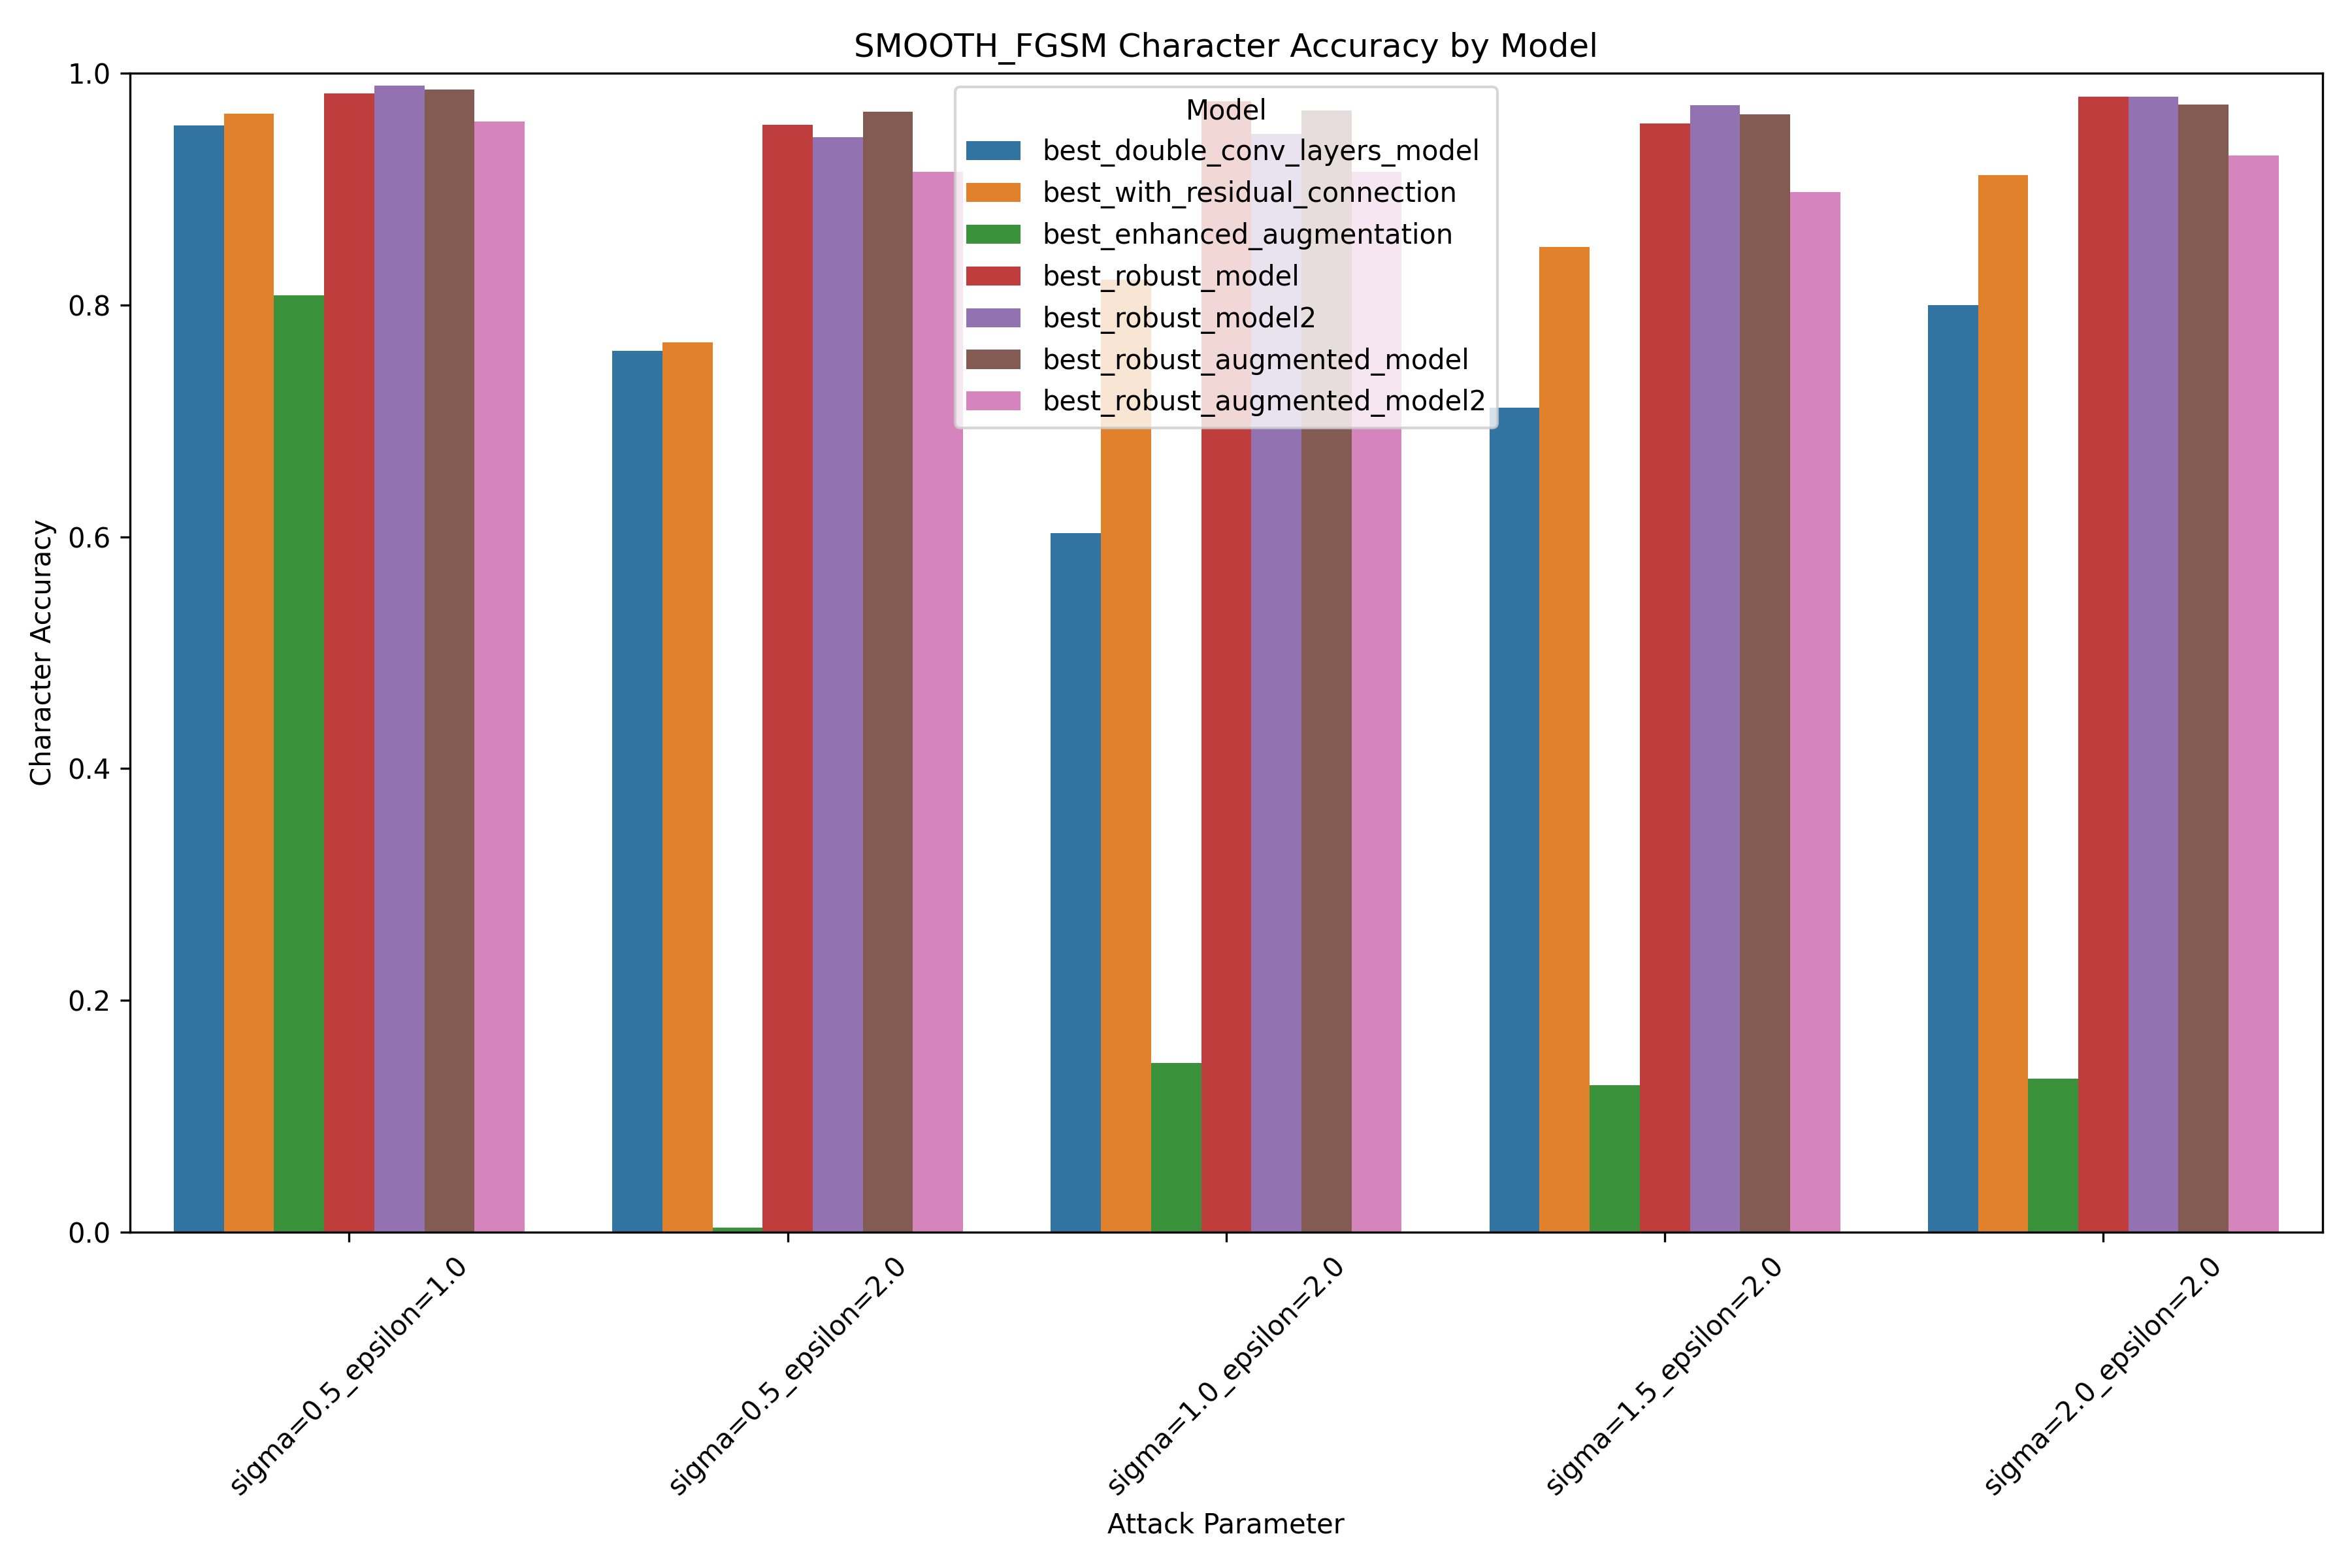 SMOOTH_FGSM Character Accuracy by Model
Model
best_double_conv_layers_model
best_with_residual_connection
best_enhanced_augmentation
best_robust_model
best_robust_model2
best_robust_augmented_model
best_robust_augmented_model2
Character Accuracy
1.0
0.8
0.6
0.4
0.2
0.0
sigma=0.5_epsilon=1.0
sigma=0.5_epsilon=2.0
sigma=1.0_epsilon=2.0
sigma=1.5_epsilon=2.0
sigma=2.0_epsilon=2.0
Attack Parameter